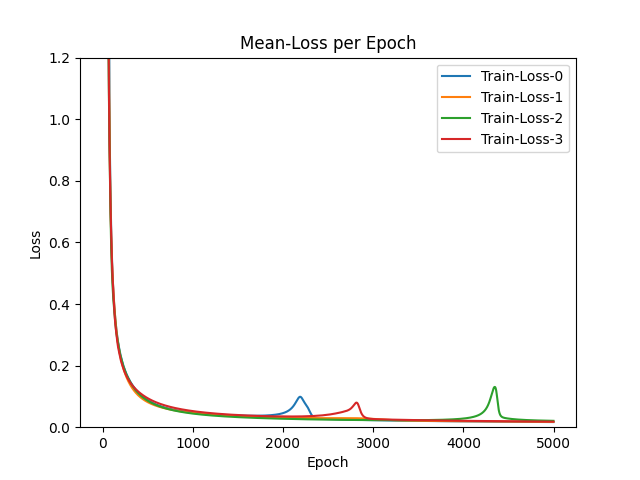 Mean-Loss per Epoch
1.2
1.0
0.8
0.6
0.4
0.2
0.0
Loss
Train-Loss-0
Train-Loss-1
Train-Loss-2
Train-Loss-3
0 1000 2000 3000 4000 5000
Epoch